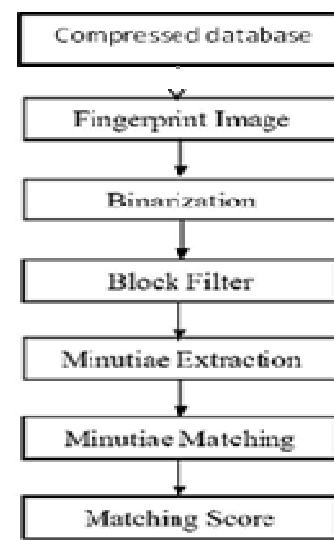 Compressed database
Fingerprint Image
Binarization
Block Filter
Minutiae Extraction
Minutiae Matching
Matching Score